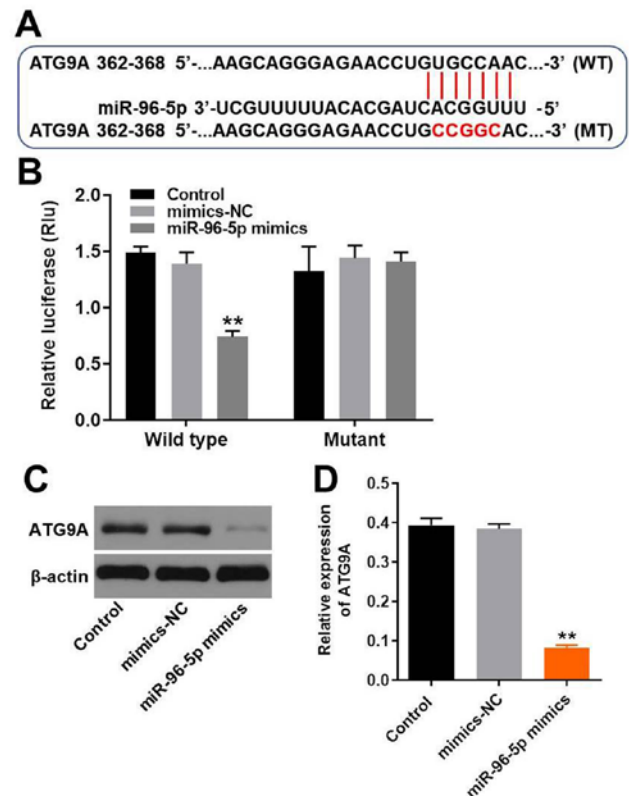 A
ATG9A 362-368 5'-...AAGCAGGGAGAACCUGUGCCAAC...-3' (WT)
miR-96-5p 3'-UCGUUUUUACACGAUCACGGUUU -5'
ATG9A 362-368 5'-...AAGCAGGGAGAACCUGCCGGCAC...-3' (MT)
B
Control
mimics-NC
miR-96-5p mimics
Relative luciferase (Rlu)
2.0
1.5
1.0
0.5
0.0
**
Wild type
Mutant
C
ATG9A
β-actin
Control
mimics-NC
miR-96-5p mimics
D
Relative expression
of ATG9A
0.5
0.4
0.3
0.2
0.1
0.0
**
Control
mimics-NC
miR-96-5p mimics